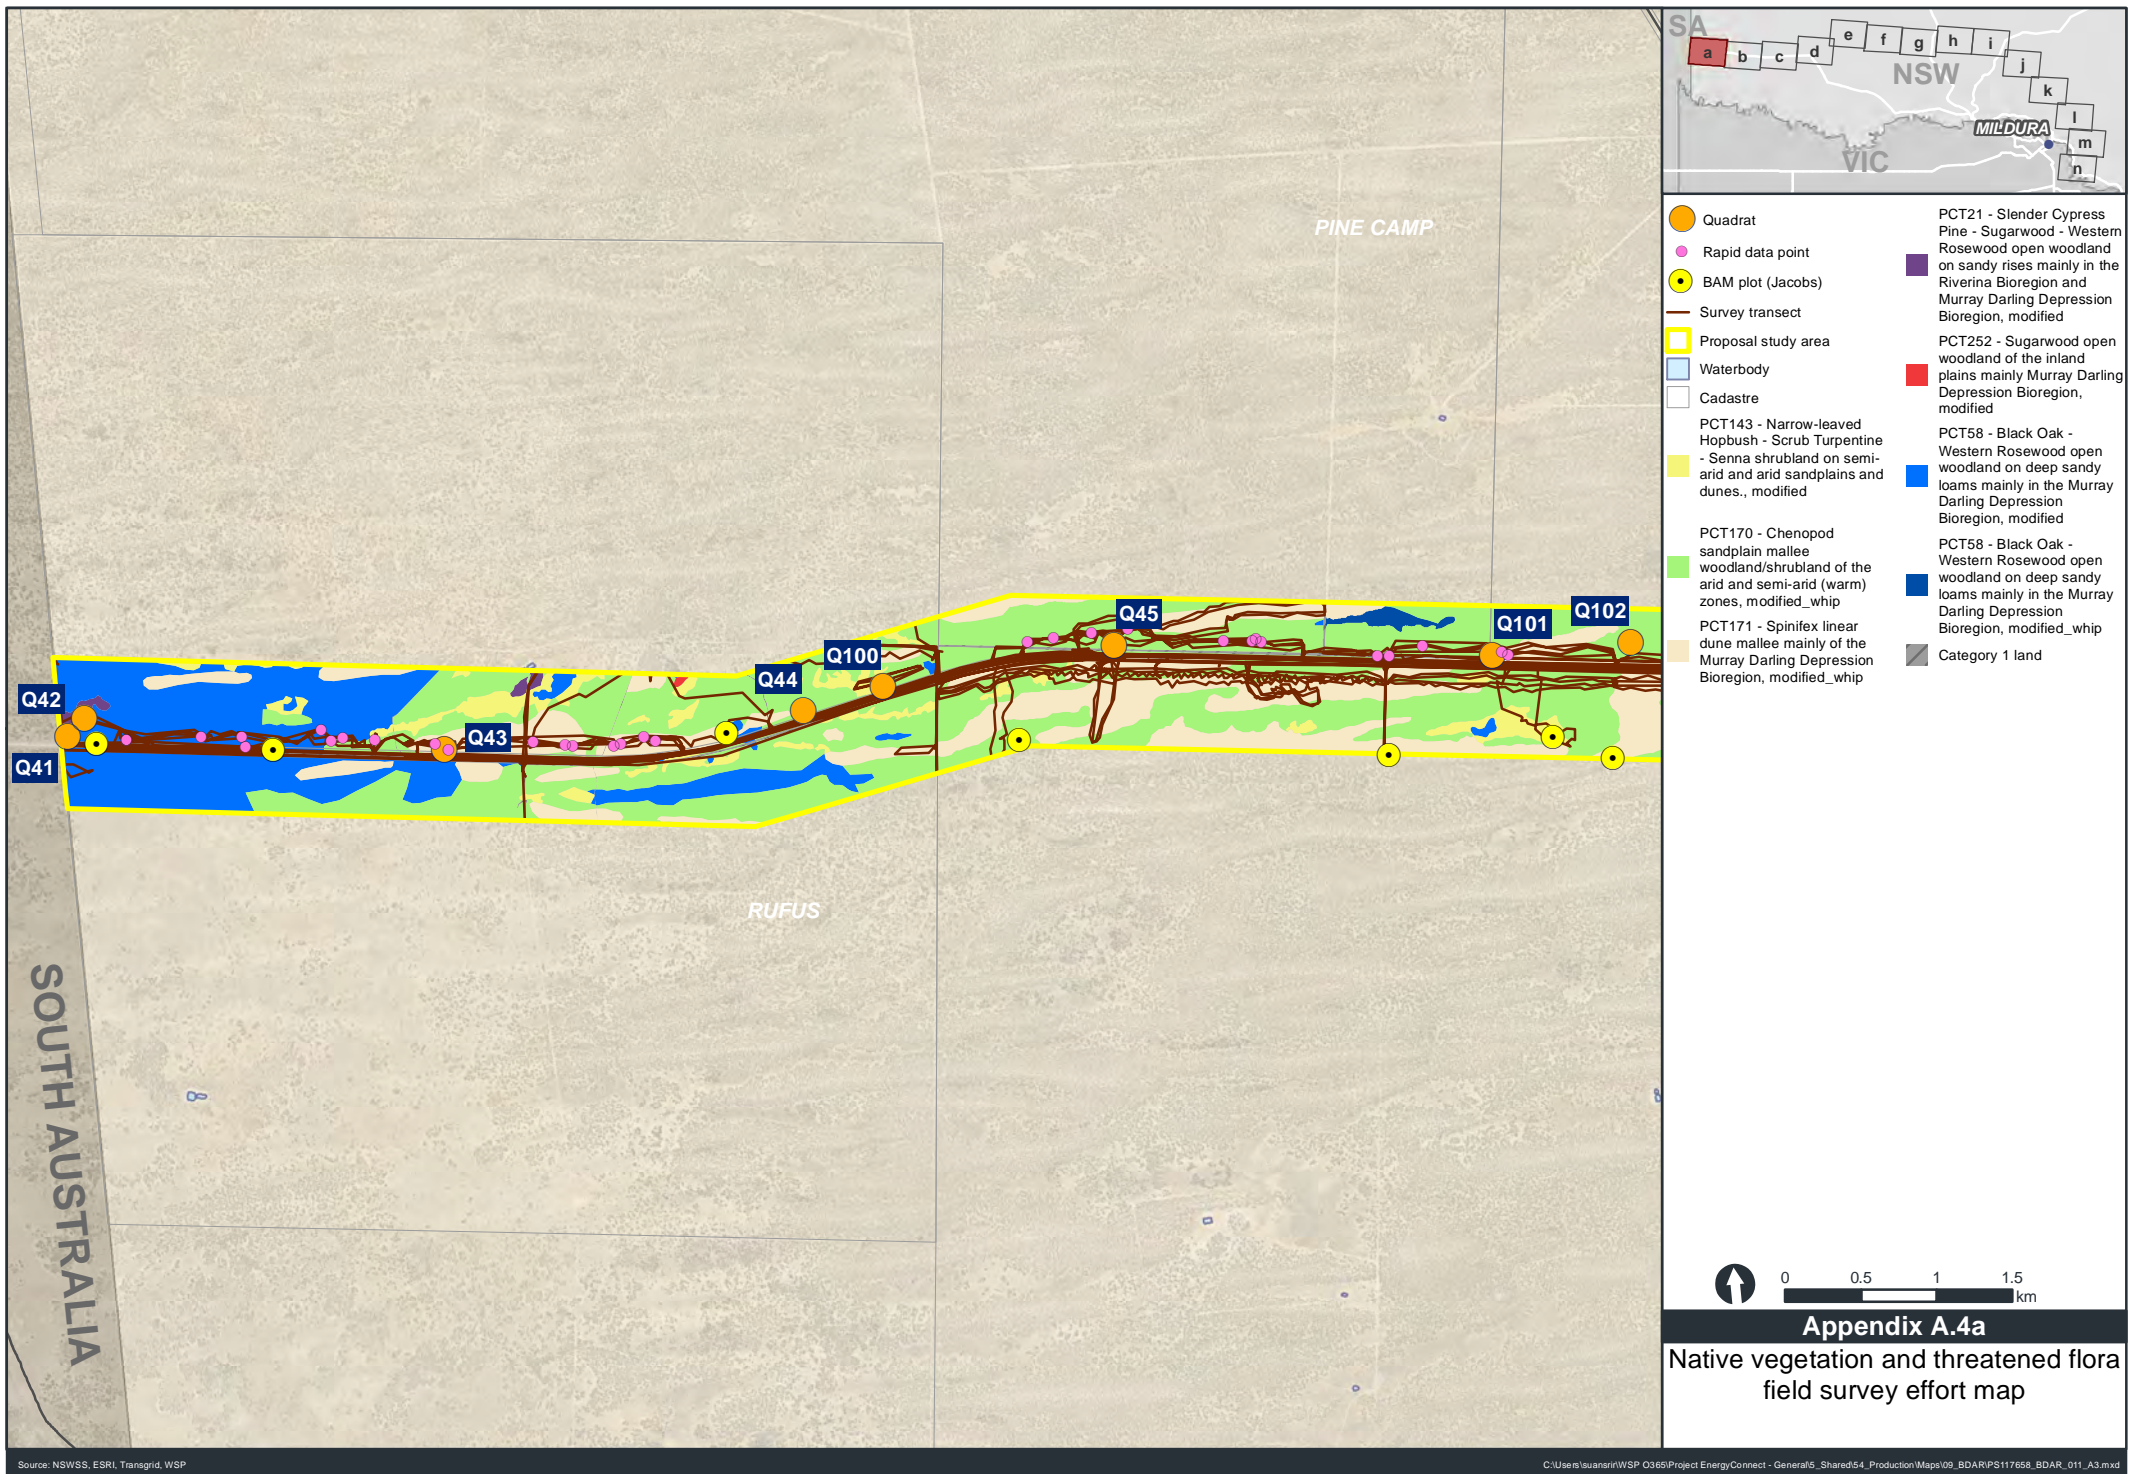 SA
a
b
c
d
e
f
g
h
i
j
k
l
m
n
NSW
MILDURA
VIC
PINE CAMP
RUFUS
SOUTH AUSTRALIA
Q42
Q41
Q43
Q44
Q100
Q45
Q101
Q102
Quadrat
Rapid data point
BAM plot (Jacobs)
Survey transect
Proposal study area
Waterbody
Cadastre
PCT143 - Narrow-leaved
Hopbush - Scrub Turpentine
- Senna shrubland on semi-
arid and arid sandplains and
dunes., modified
PCT170 - Chenopod
sandplain mallee
woodland/shrubland of the
arid and semi-arid (warm)
zones, modified_whip
PCT171 - Spinifex linear
dune mallee mainly of the
Murray Darling Depression
Bioregion, modified_whip
PCT21 - Slender Cypress
Pine - Sugarwood - Western
Rosewood open woodland
on sandy rises mainly in the
Riverina Bioregion and
Murray Darling Depression
Bioregion, modified
PCT252 - Sugarwood open
woodland of the inland
plains mainly Murray Darling
Depression Bioregion,
modified
PCT58 - Black Oak -
Western Rosewood open
woodland on deep sandy
loams mainly in the Murray
Darling Depression
Bioregion, modified
PCT58 - Black Oak -
Western Rosewood open
woodland on deep sandy
loams mainly in the Murray
Darling Depression
Bioregion, modified_whip
Category 1 land
0 0.5 1 1.5
km
Appendix A.4a
Native vegetation and threatened flora
field survey effort map
Source: NSWSS, ESRI, Transgrid, WSP
C:\Users\suansrir\WSP O365\Project EnergyConnect - General\5_Shared\54_Production\Maps\09_BDAR\PS117658_BDAR_011_A3.mxd